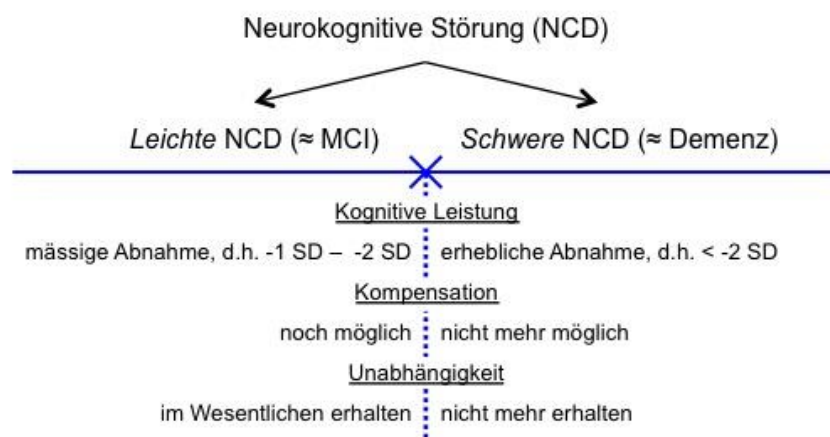 Neurokognitive Störung (NCD)
Leichte NCD (≈ MCI) Schwere NCD (≈ Demenz)
Kognitive Leistung
mässige Abnahme, d.h. -1 SD – -2 SD erhebliche Abnahme, d.h. < -2 SD
Kompensation
noch möglich nicht mehr möglich
Unabhängigkeit
im Wesentlichen erhalten nicht mehr erhalten